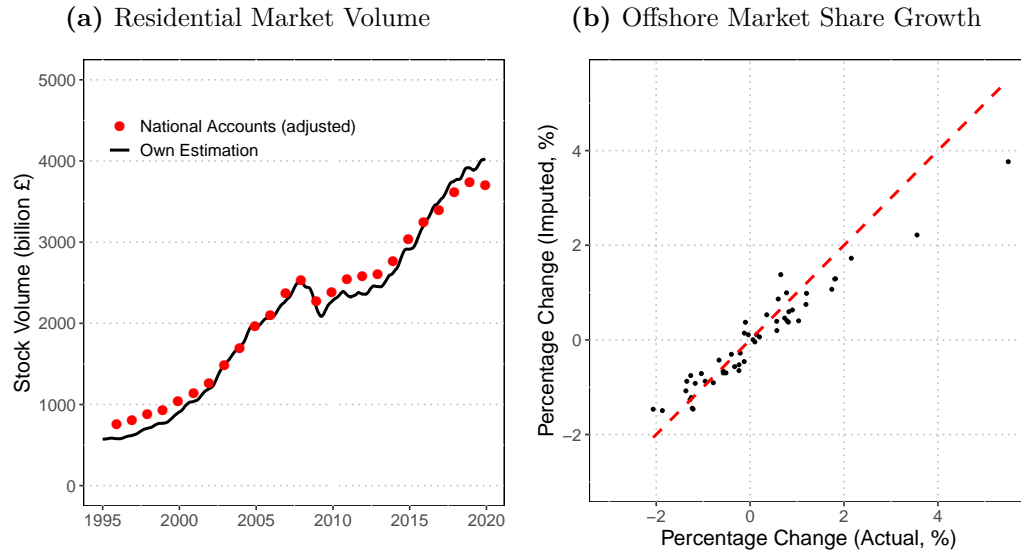 (a) Residential Market Volume
5000
4000
3000
2000
1000
0
Stock Volume (billion £)
National Accounts (adjusted)
Own Estimation
1995 2000 2005 2010 2015 2020
(b) Offshore Market Share Growth
4
2
0
−2
Percentage Change (Imputed, %)
−2 0 2 4
Percentage Change (Actual, %)